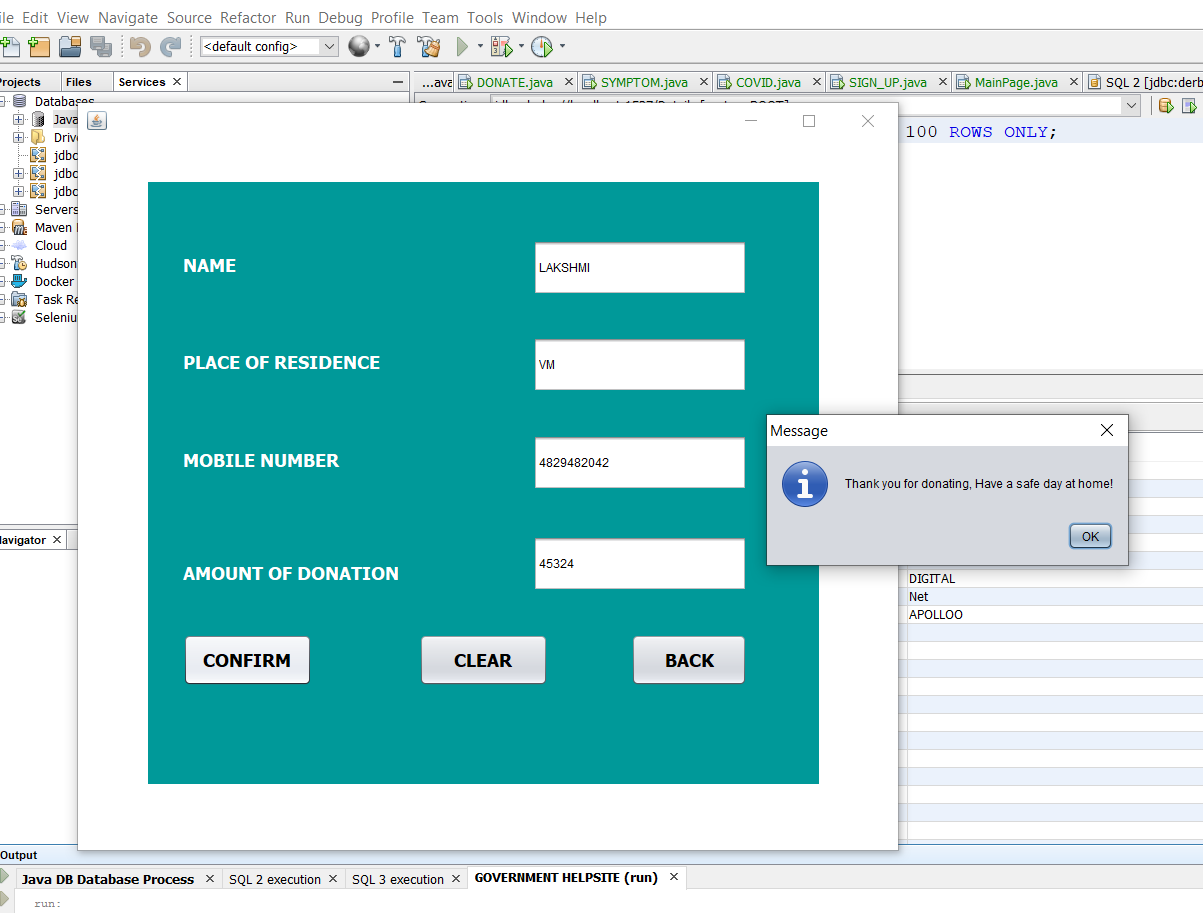 ile Edit View Navigate Source Refactor Run Debug Profile Team Tools Window Help
<default config>
rojects Files Services
...ava DONATE.java SYMPTOM.java COVID.java SIGN_UP.java MainPage.java SQL 2 [jdbc:derb
Databases
Java
Drive
jdbc
jdbc
jdbc
Servers
Maven
Cloud
Hudson
Docker
Task Re
Seleniu
100 ROWS ONLY;
NAME
LAKSHMI
PLACE OF RESIDENCE
VM
MOBILE NUMBER
4829482042
AMOUNT OF DONATION
45324
CONFIRM CLEAR BACK
Message
Thank you for donating, Have a safe day at home!
OK
DIGITAL
Net
APOLLOO
lavigator
Output
Java DB Database Process SQL 2 execution SQL 3 execution GOVERNMENT HELPSITE (run)
run: